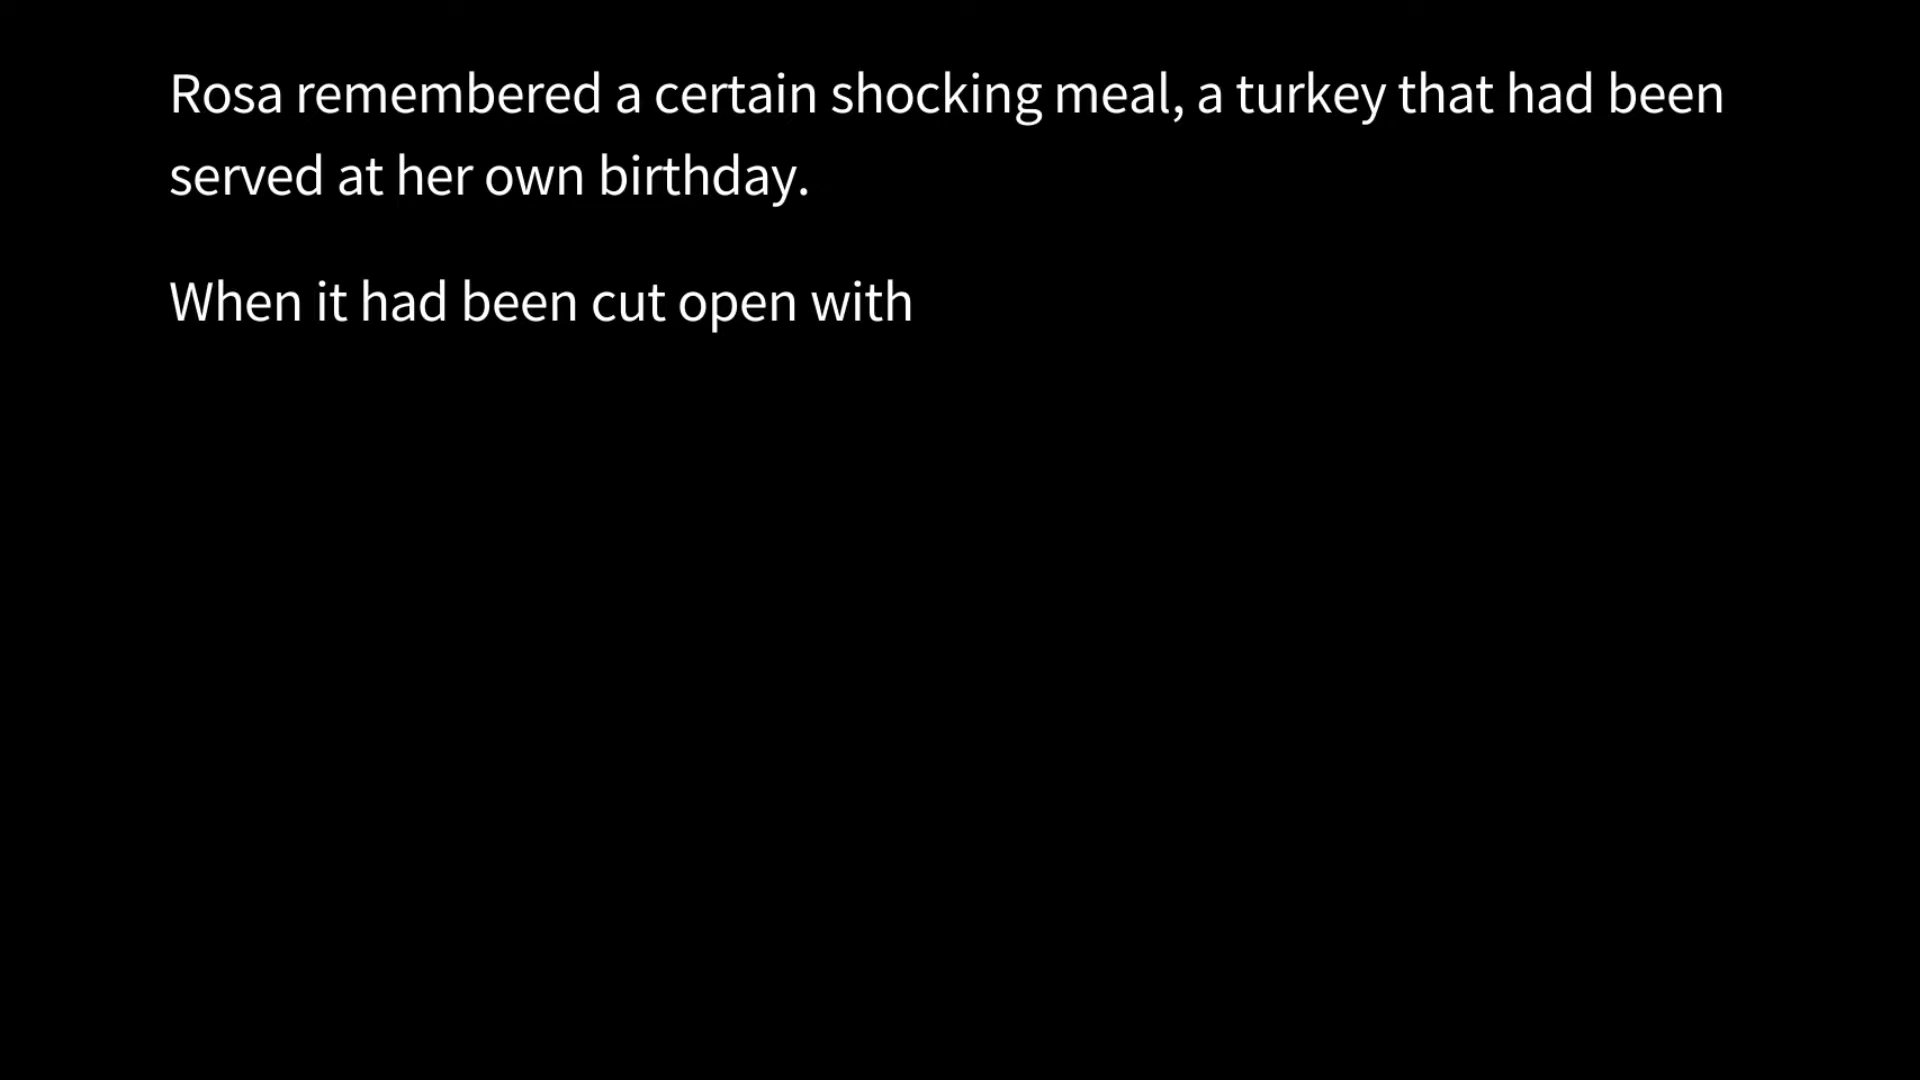 Rosa remembered a certain shocking meal, a turkey that had been
served at her own birthday.
When it had been cut open with